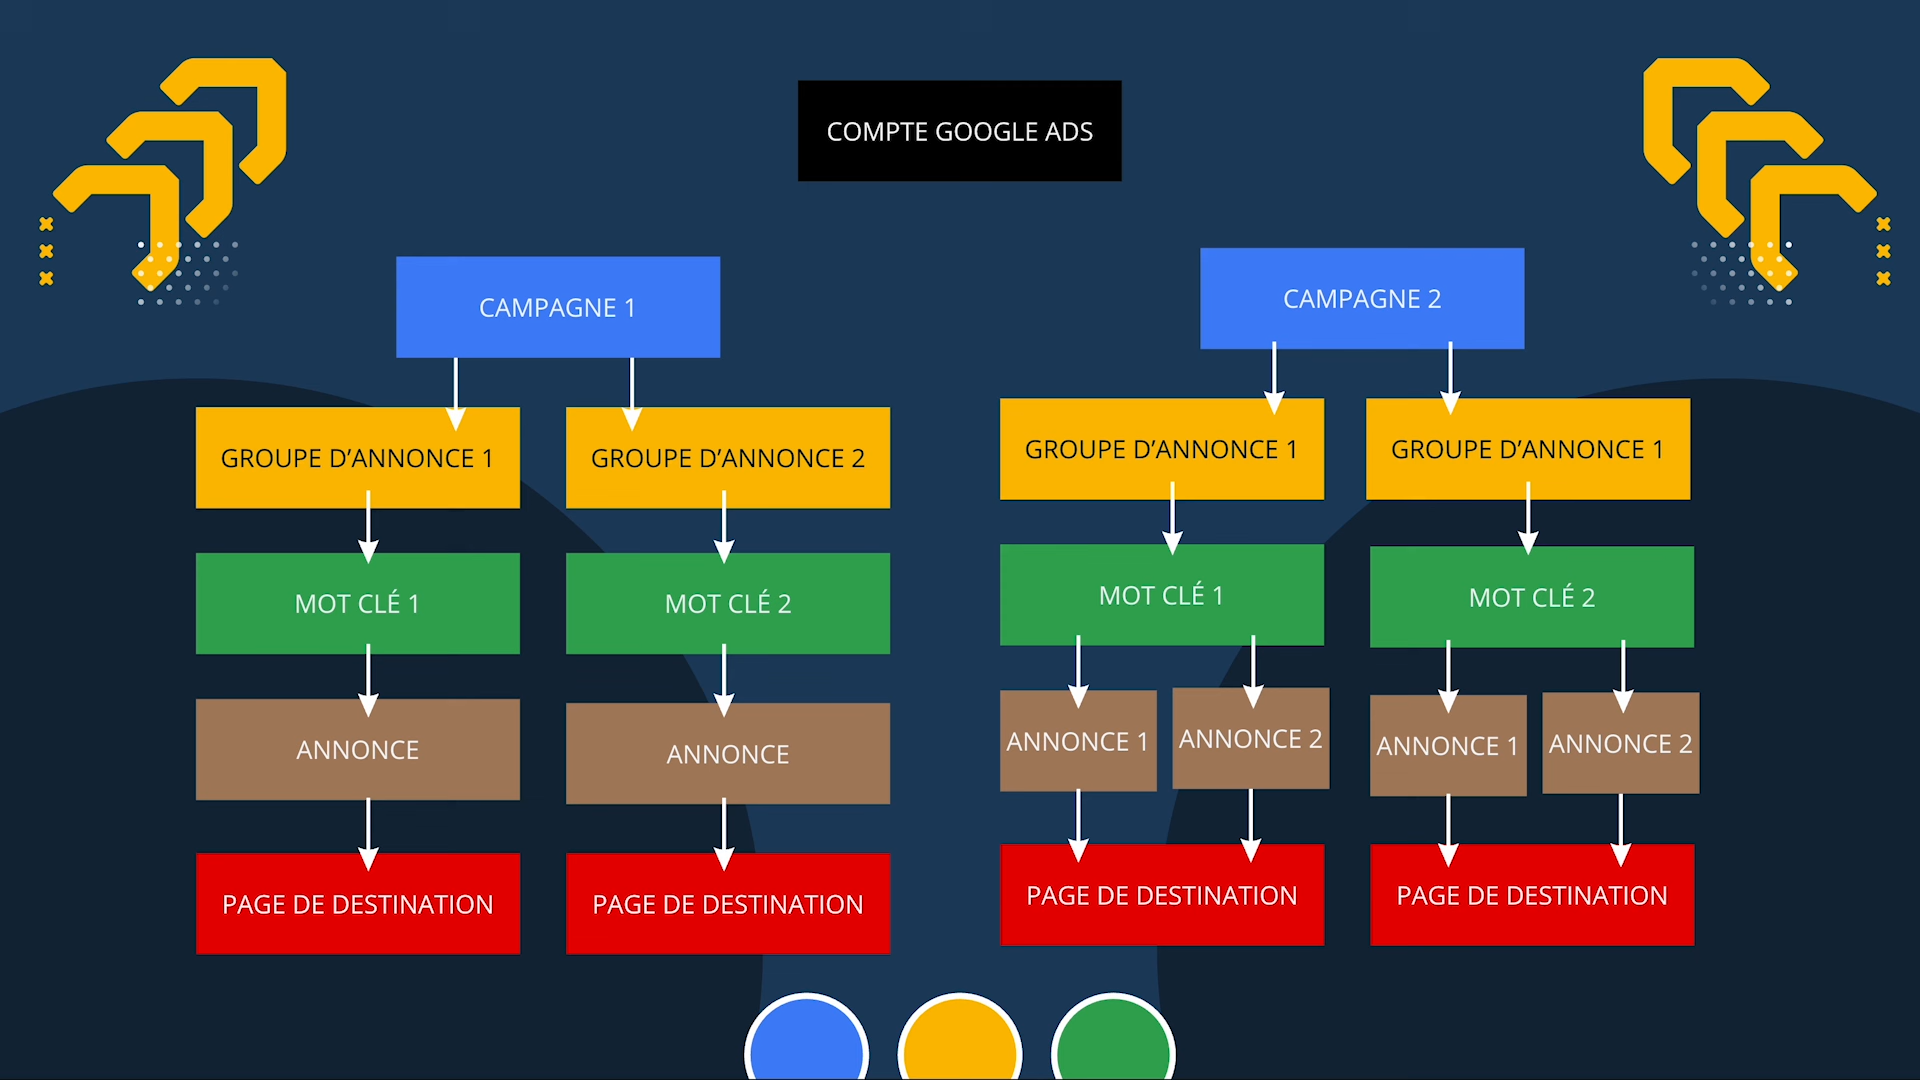 COMPTE GOOGLE ADS
CAMPAGNE 1
CAMPAGNE 2
GROUPE D’ANNONCE 1
GROUPE D’ANNONCE 2
GROUPE D’ANNONCE 1
GROUPE D’ANNONCE 1
MOT CLÉ 1
MOT CLÉ 2
MOT CLÉ 1
MOT CLÉ 2
ANNONCE
ANNONCE
ANNONCE 1
ANNONCE 2
ANNONCE 1
ANNONCE 2
PAGE DE DESTINATION
PAGE DE DESTINATION
PAGE DE DESTINATION
PAGE DE DESTINATION